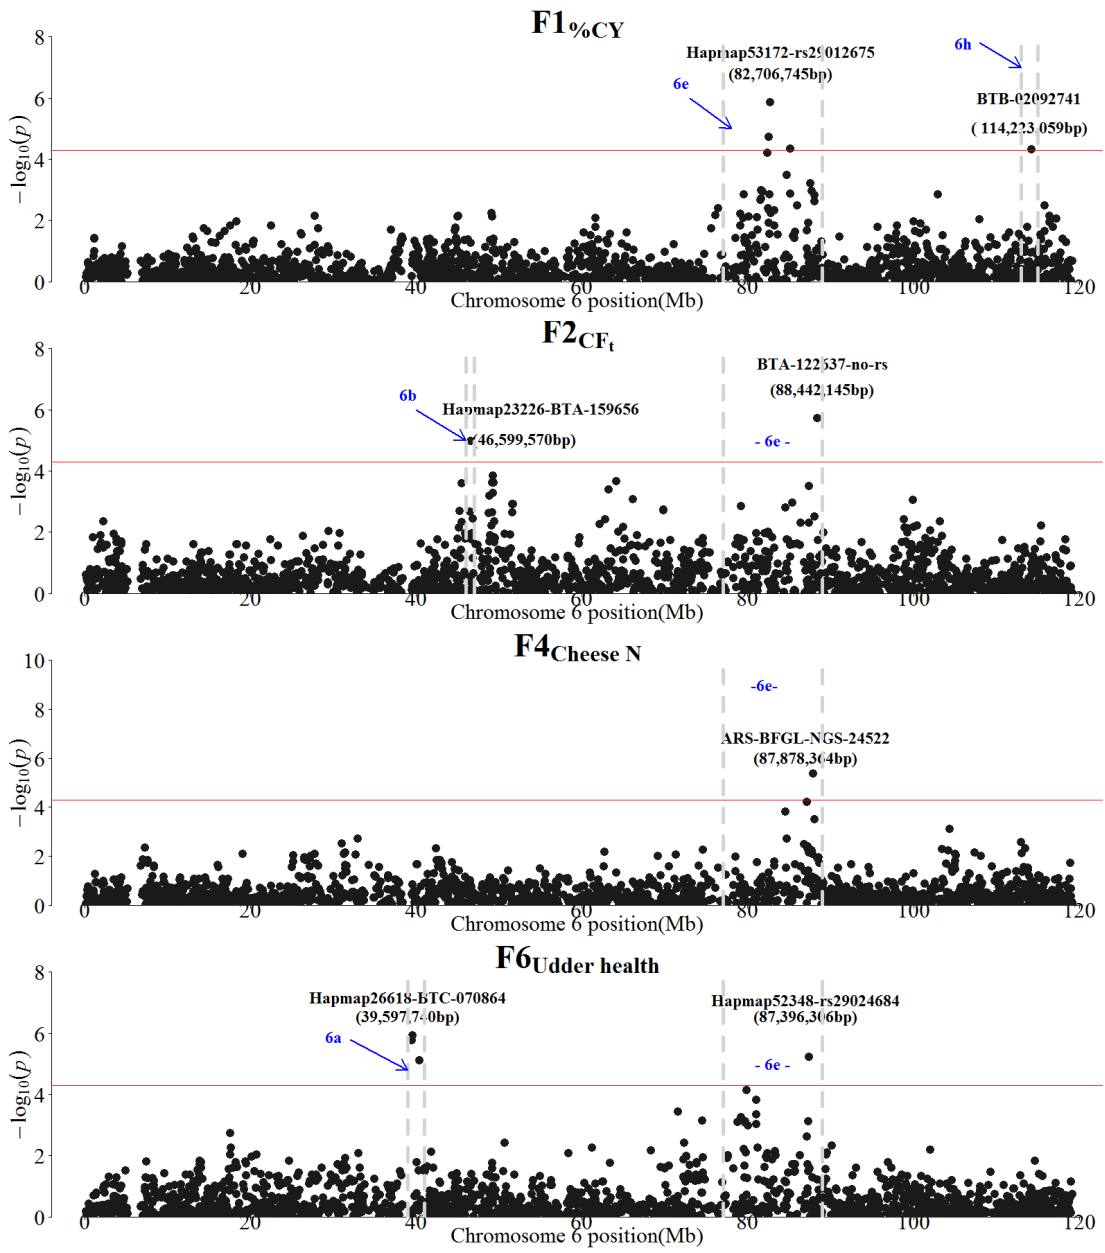 F1%CY
8
6
4
2
0
−log10(p)
6e
Hapmap53172-rs29012675
(82,706,745bp)
6h
BTB-02092741
( 114,223,059bp)
0 20 40 60 80 100 120
Chromosome 6 position(Mb)
F2CFt
8
6
4
2
0
−log10(p)
6b
Hapmap23226-BTA-159656
(46,599,570bp)
BTA-122637-no-rs
(88,442,145bp)
- 6e -
0 20 40 60 80 100 120
Chromosome 6 position(Mb)
F4Cheese N
10
8
6
4
2
0
−log10(p)
-6e-
ARS-BFGL-NGS-24522
(87,878,364bp)
0 20 40 60 80 100 120
Chromosome 6 position(Mb)
F6Udder health
8
6
4
2
0
−log10(p)
Hapmap26618-BTC-070864
(39,597,740bp)
6a
Hapmap52348-rs29024684
(87,396,306bp)
- 6e -
0 20 40 60 80 100 120
Chromosome 6 position(Mb)